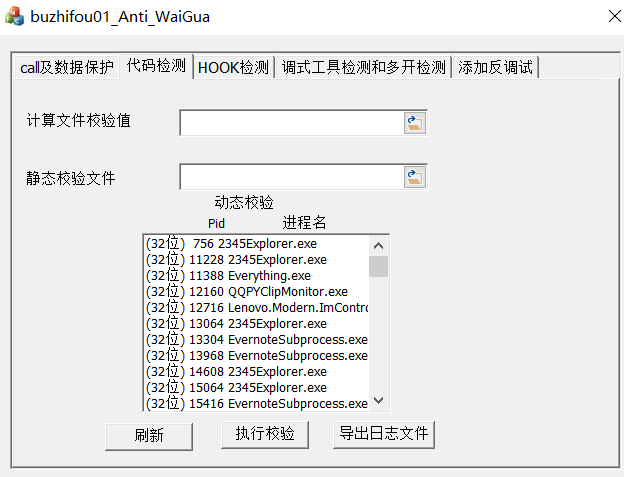 buzhifou01_Anti_WaiGua
call及数据保护 代码检测 HOOK检测 调式工具检测和多开检测 添加反调试
计算文件校验值
静态校验文件
动态校验
Pid 进程名
(32位) 756 2345Explorer.exe
(32位) 11228 2345Explorer.exe
(32位) 11388 Everything.exe
(32位) 12160 QQPYClipMonitor.exe
(32位) 12716 Lenovo.Modern.ImContro
(32位) 13064 2345Explorer.exe
(32位) 13304 EvernoteSubprocess.exe
(32位) 13968 EvernoteSubprocess.exe
(32位) 14608 2345Explorer.exe
(32位) 15064 2345Explorer.exe
(32位) 15416 EvernoteSubprocess.exe
刷新 执行校验 导出日志文件